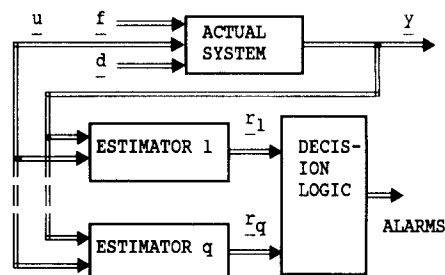 f
u
ACTUAL
SYSTEM
y
d
ESTIMATOR 1
r1
DECIS-
ION
LOGIC
ALARMS
ESTIMATOR q
rq